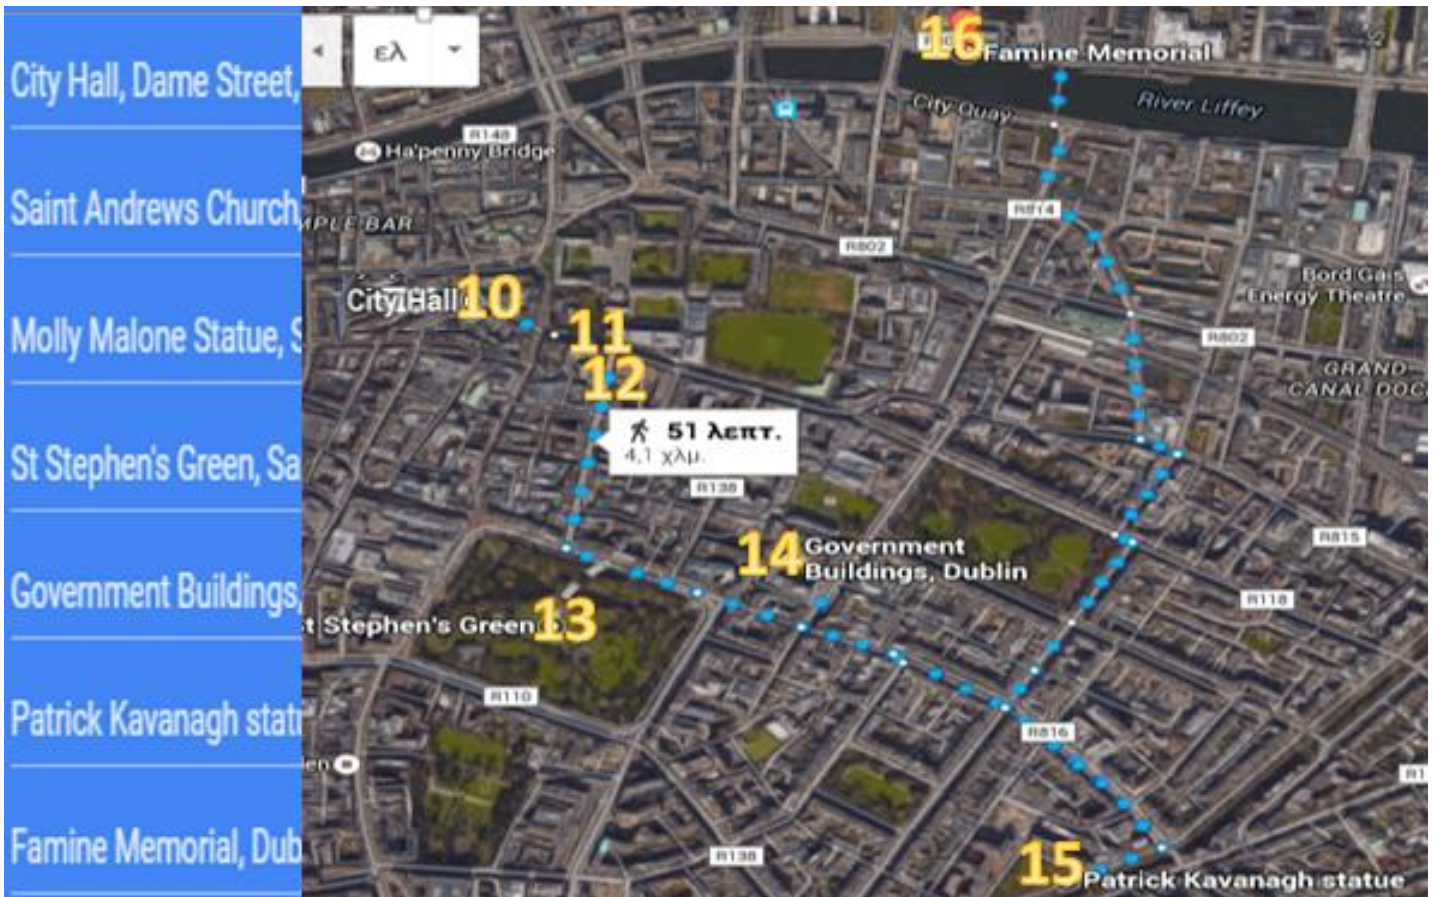 City Hall, Dame Street,
Saint Andrews Church,
Molly Malone Statue, S
St Stephen's Green, Sa
Government Buildings,
Patrick Kavanagh statu
Famine Memorial, Dub
ελ
16
Famine Memorial
City Quay
River Liffey
R148
Ha'penny Bridge
R814
MPLE BAR
R802
Bord Gais
Energy Theatre
City Hall
10
11
R802
12
GRAND
CANAL DOC
51 λεπτ.
4,1 χλμ.
R138
R815
14
Government
Buildings, Dublin
R118
t Stephen's Green
13
R110
R816
en
R1
R138
15
Patrick Kavanagh statue